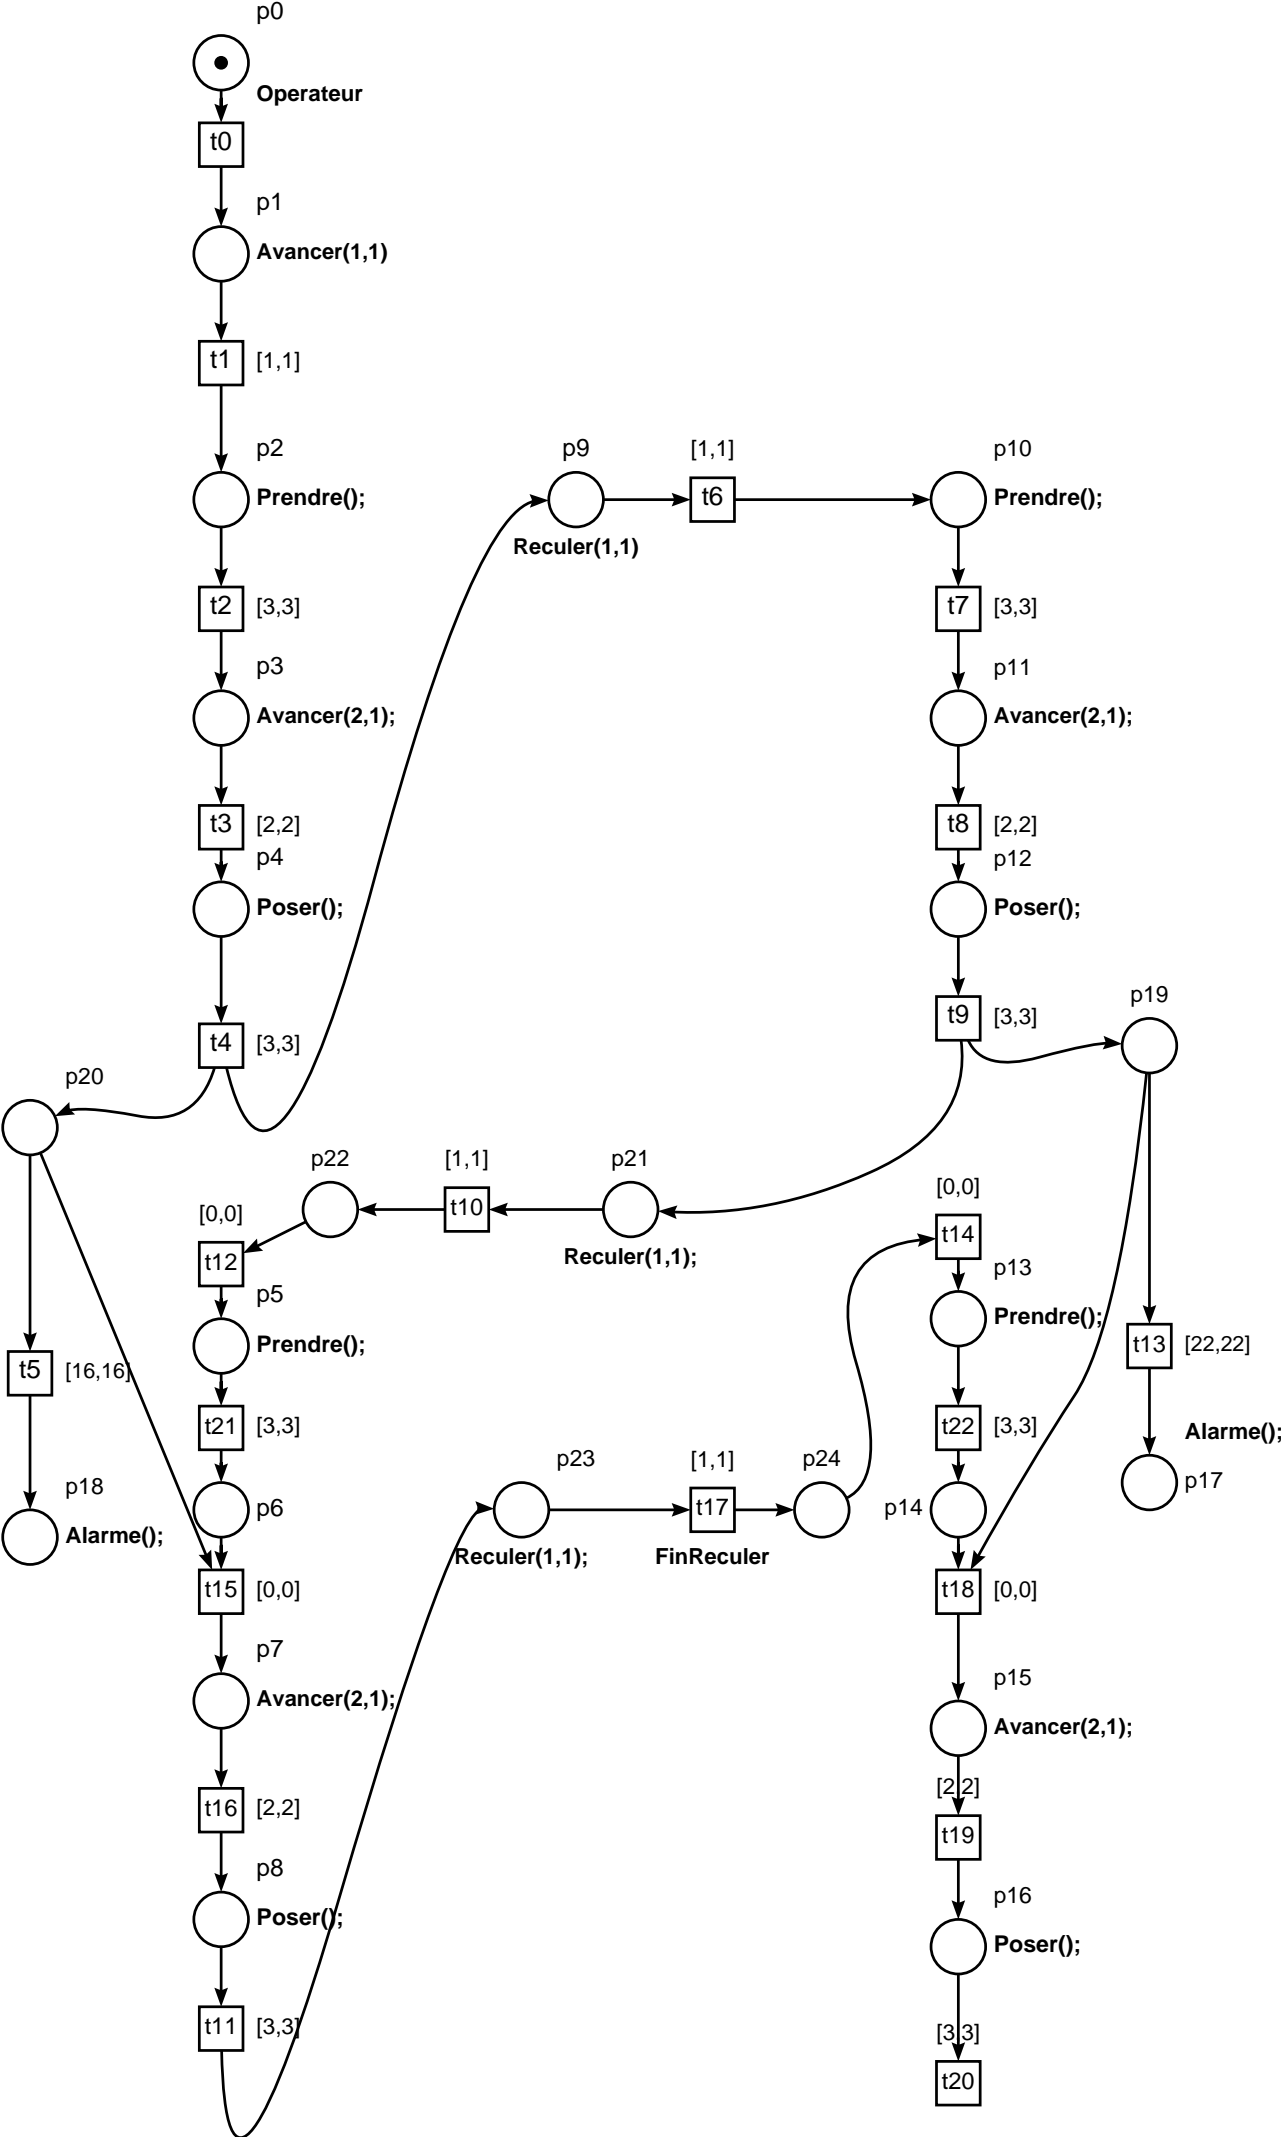 p0
Operateur
t0
p1
Avancer(1,1)
t1 [1,1]
p2
Prendre();
p9
[1,1]
t6
p10
Prendre();
Reculer(1,1)
t2 [3,3]
t7 [3,3]
p3
Avancer(2,1);
p11
Avancer(2,1);
t3 [2,2]
t8 [2,2]
p4
Poser();
p12
Poser();
t9 [3,3]
p19
t4 [3,3]
p20
p22
[1,1]
t10
p21
Reculer(1,1);
[0,0]
t12
[0,0]
t14
p5
Prendre();
p13
Prendre();
t13 [22,22]
t5 [16,16]
t21 [3,3]
t22 [3,3]
Alarme();
p17
p18
Alarme();
p6
p23
[1,1]
t17
p24
p14
Reculer(1,1);
FinReculer
t15 [0,0]
t18 [0,0]
p7
Avancer(2,1);
p15
Avancer(2,1);
t16 [2,2]
[2,2]
t19
p8
Poser();
p16
Poser();
t11 [3,3]
[3,3]
t20